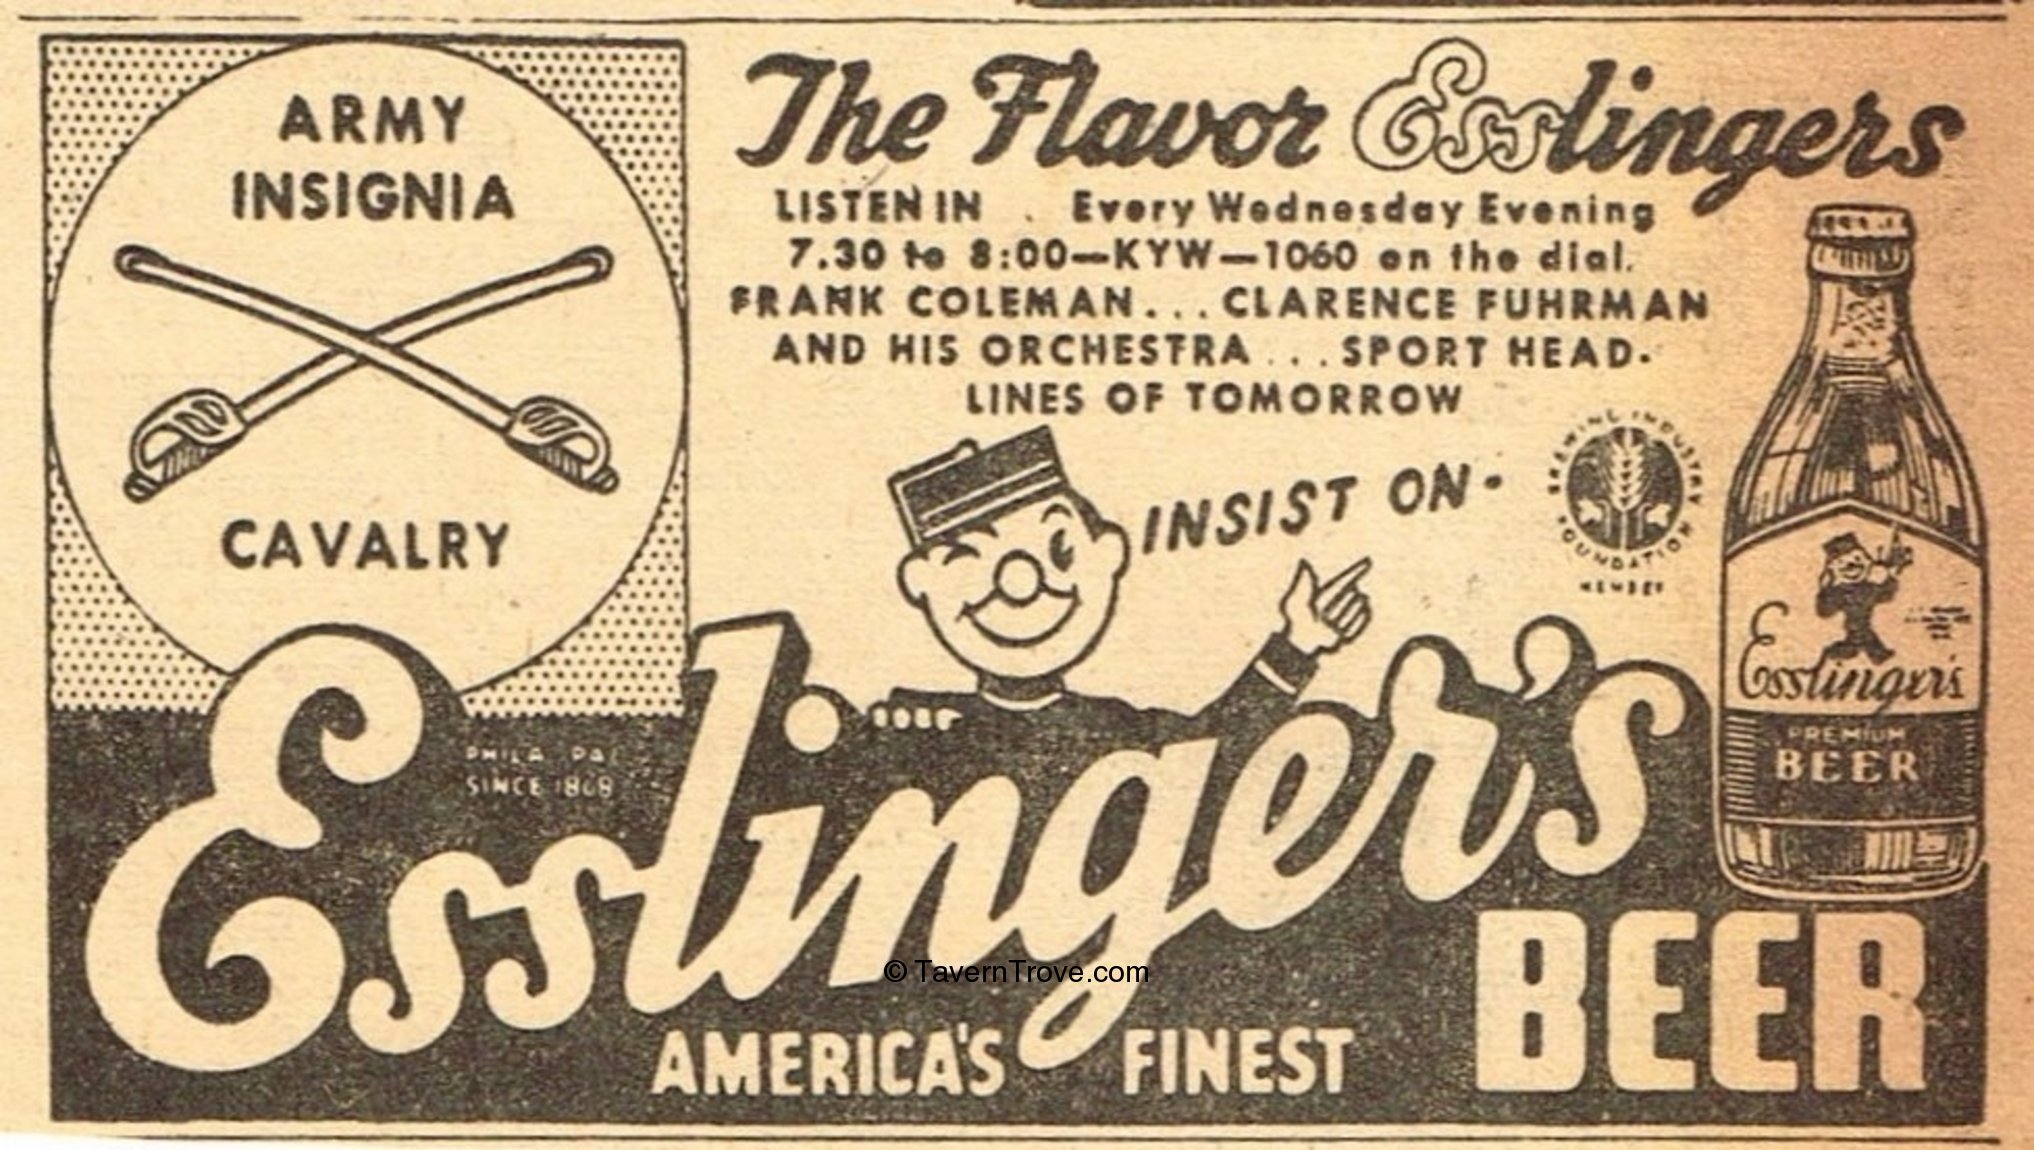 ARMY
INSIGNIA
CAVALRY
The Flavor Esslingers
LISTEN IN . Every Wednesday Evening
7.30 to 8:00—KYW—1060 on the dial.
FRANK COLEMAN...CLARENCE FUHRMAN
AND HIS ORCHESTRA ...SPORT HEAD-
LINES OF TOMORROW
INSIST ON-
BREWING INDUSTRY
FOUNDATION
MEMBER
Esslinger's
PREMIUM
BEER
PHILA. PA.
SINCE 1868
Esslinger's
BEER
AMERICA'S FINEST
© TavernTrove.com